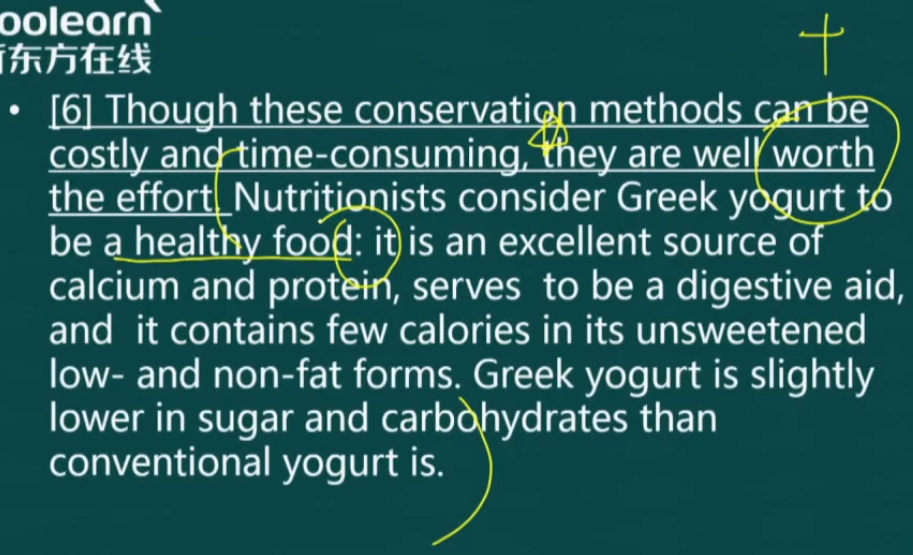 oolearn
新东方在线
• [6] Though these conservation methods can be
costly and time-consuming, they are well worth
the effort. Nutritionists consider Greek yogurt to
be a healthy food: it is an excellent source of
calcium and protein, serves to be a digestive aid,
and it contains few calories in its unsweetened
low- and non-fat forms. Greek yogurt is slightly
lower in sugar and carbohydrates than
conventional yogurt is.